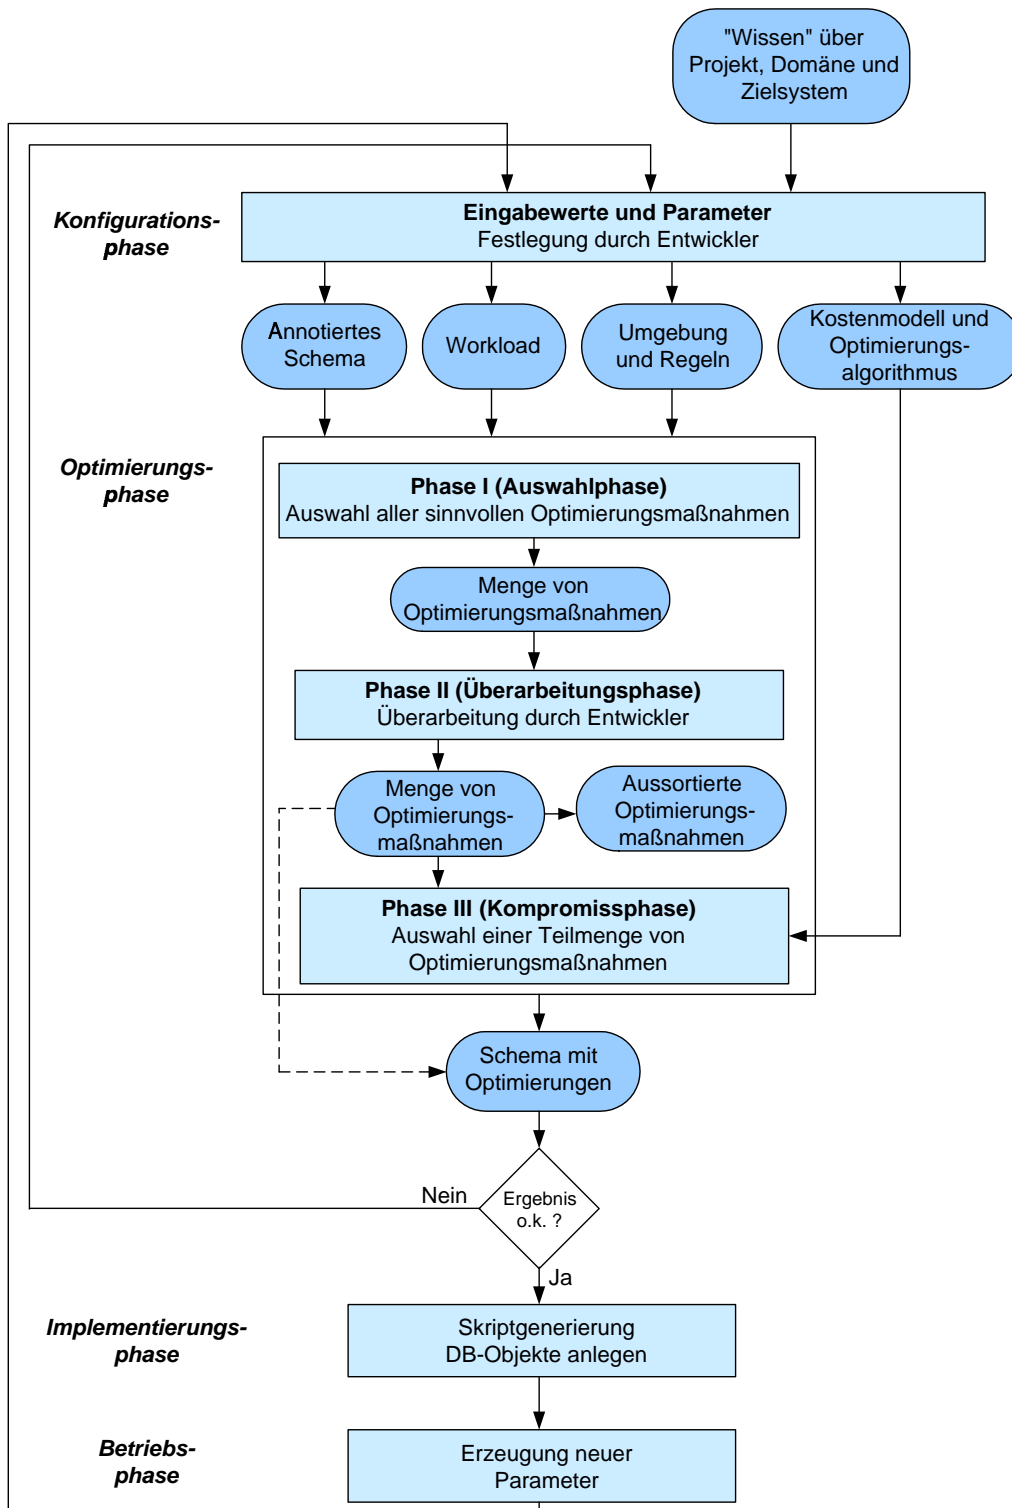 "Wissen" über
Projekt, Domäne und
Zielsystem
Konfigurations-
phase
Eingabewerte und Parameter
Festlegung durch Entwickler
Annotiertes
Schema
Workload
Umgebung
und Regeln
Kostenmodell und
Optimierungs-
algorithmus
Optimierungs-
phase
Phase I (Auswahlphase)
Auswahl aller sinnvollen Optimierungsmaßnahmen
Menge von
Optimierungsmaßnahmen
Phase II (Überarbeitungsphase)
Überarbeitung durch Entwickler
Menge von
Optimierungs-
maßnahmen
Aussortierte
Optimierungs-
maßnahmen
Phase III (Kompromissphase)
Auswahl einer Teilmenge von
Optimierungsmaßnahmen
Schema mit
Optimierungen
Nein
Ergebnis
o.k. ?
Ja
Implementierungs-
phase
Skriptgenerierung
DB-Objekte anlegen
Betriebs-
phase
Erzeugung neuer
Parameter